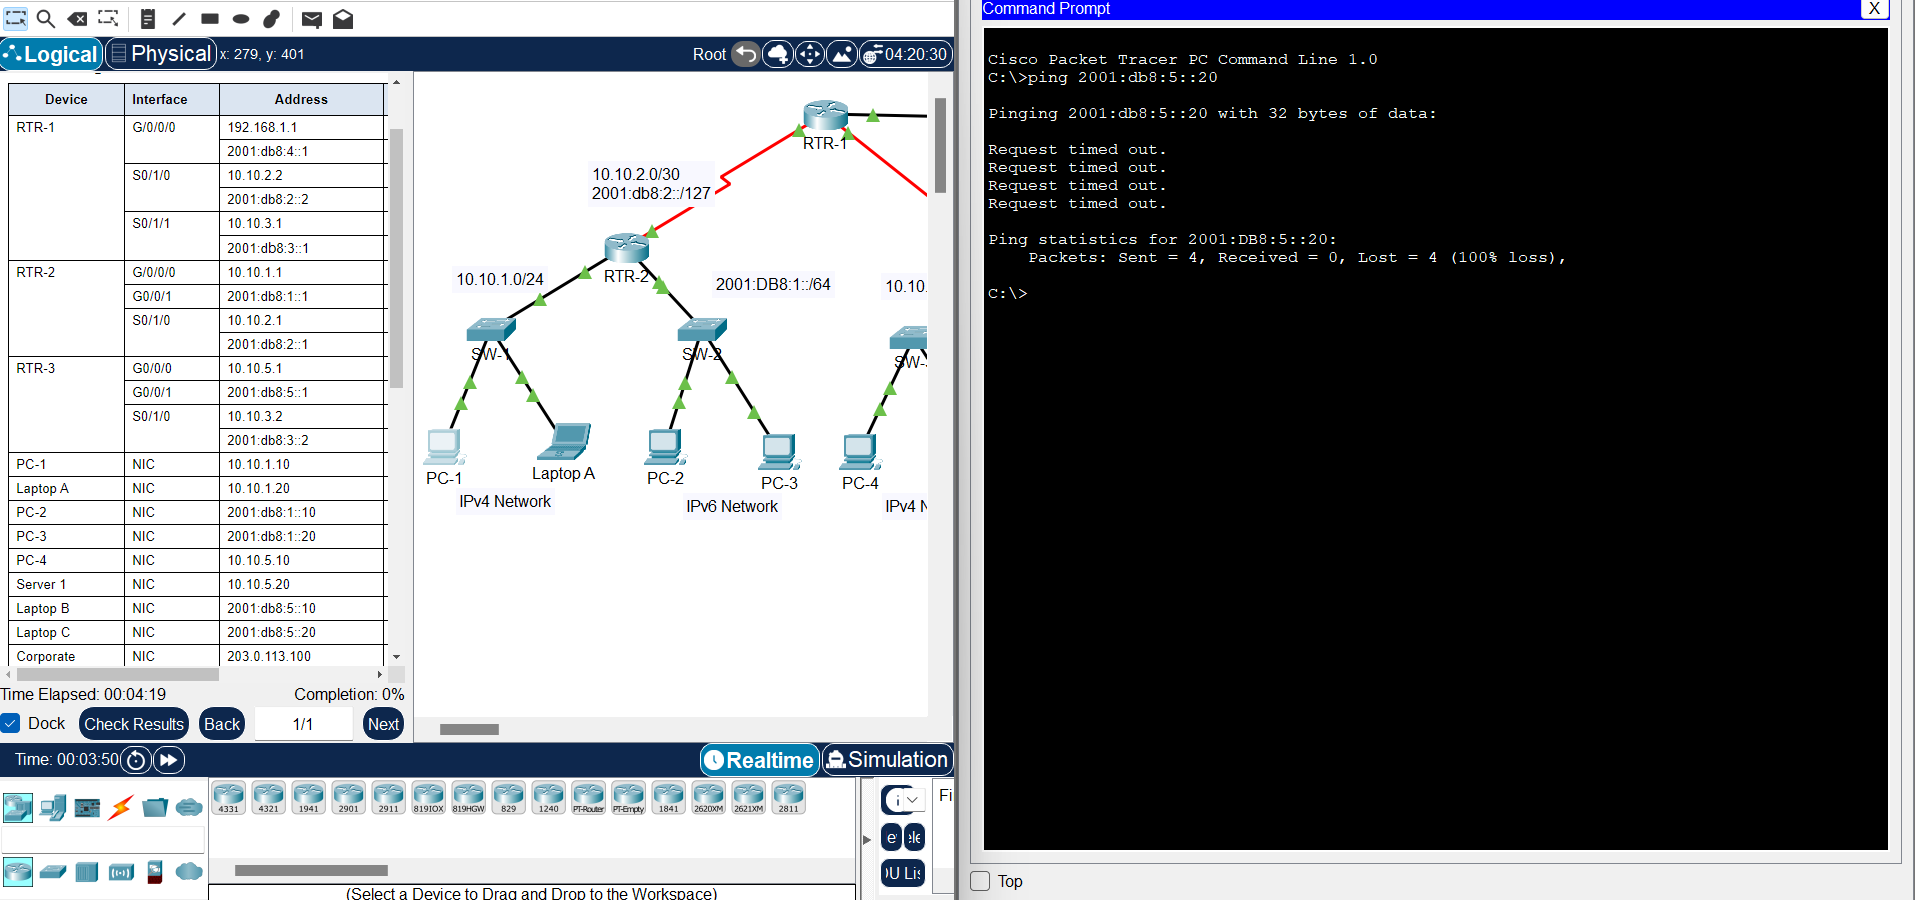 Logical
Physical
x: 279, y: 401
Root
04:20:30
Device Interface Address
RTR-1 G/0/0/0 192.168.1.1
2001:db8:4::1
S0/1/0 10.10.2.2
2001:db8:2::2
S0/1/1 10.10.3.1
2001:db8:3::1
RTR-2 G/0/0/0 10.10.1.1
G0/0/1 2001:db8:1::1
S0/1/0 10.10.2.1
2001:db8:2::1
RTR-3 G0/0/0 10.10.5.1
G0/0/1 2001:db8:5::1
S0/1/0 10.10.3.2
2001:db8:3::2
PC-1 NIC 10.10.1.10
Laptop A NIC 10.10.1.20
PC-2 NIC 2001:db8:1::10
PC-3 NIC 2001:db8:1::20
PC-4 NIC 10.10.5.10
Server 1 NIC 10.10.5.20
Laptop B NIC 2001:db8:5::10
Laptop C NIC 2001:db8:5::20
Corporate NIC 203.0.113.100
Time Elapsed: 00:04:19
Completion: 0%
Dock
Check Results
Back
1/1
Next
RTR-1
10.10.2.0/30
2001:db8:2::/127
RTR-2
10.10.1.0/24
2001:DB8:1::/64
10.10.
SW-1
SW-2
SW-
PC-1
Laptop A
PC-2
PC-3
PC-4
IPv4 Network
IPv6 Network
IPv4 N
Time: 00:03:50
Realtime
Simulation
4331
4321
1941
2901
2911
819IOX
819HGW
829
1240
PT-Router
PT-Empty
1841
2620XM
2621XM
2811
(Select a Device to Drag and Drop to the Workspace)
Fi
Command Prompt
X
Cisco Packet Tracer PC Command Line 1.0
C:\>ping 2001:db8:5::20
Pinging 2001:db8:5::20 with 32 bytes of data:
Request timed out.
Request timed out.
Request timed out.
Request timed out.
Ping statistics for 2001:DB8:5::20:
Packets: Sent = 4, Received = 0, Lost = 4 (100% loss),
C:\>
Top